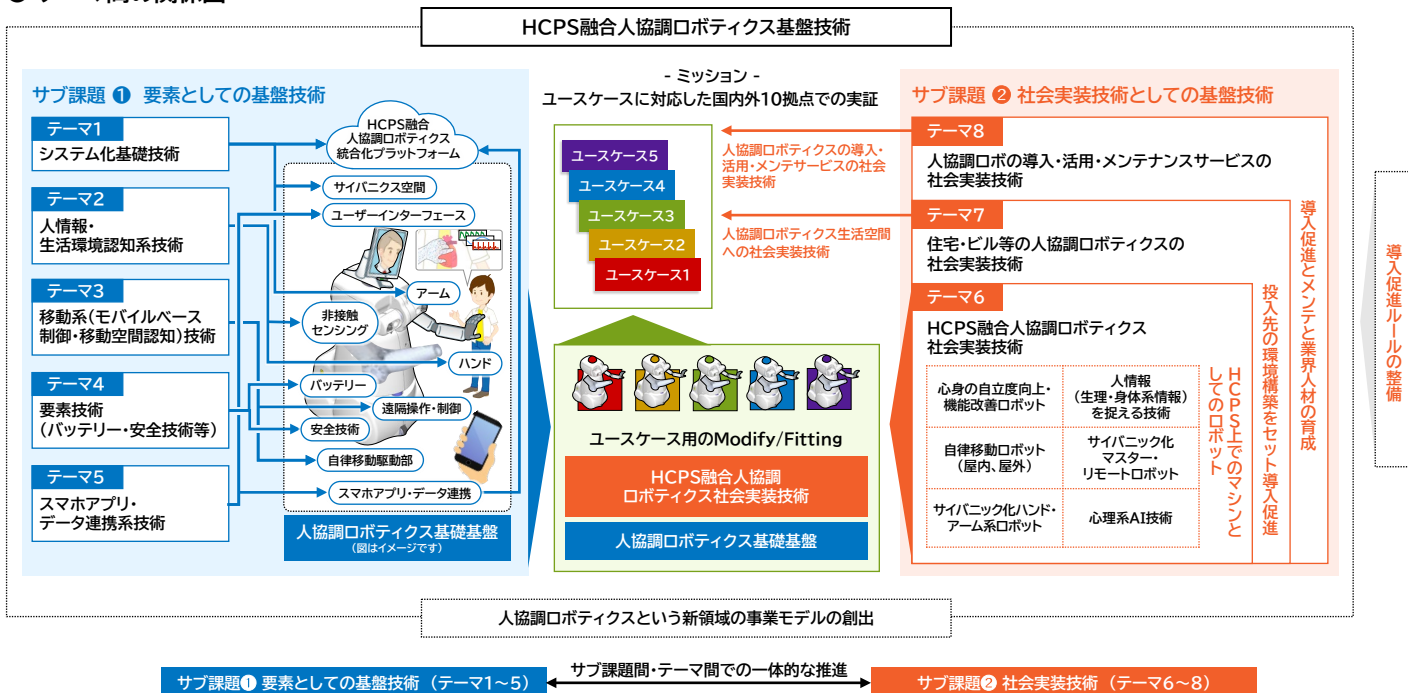 HCPS融合人協調ロボティクス基盤技術
サブ課題 ❶ 要素としての基盤技術
テーマ1
システム化基礎技術
テーマ2
人情報・
生活環境認知系技術
テーマ3
移動系(モバイルベース
制御・移動空間認知)技術
テーマ4
要素技術
(バッテリー・安全技術等)
テーマ5
スマホアプリ・
データ連携系技術
HCPS融合
人協調ロボティクス
統合化プラットフォーム
サイバニクス空間
ユーザーインターフェース
アーム
非接触
センシング
ハンド
バッテリー
遠隔操作・制御
安全技術
自律移動駆動部
スマホアプリ・データ連携
人協調ロボティクス基礎基盤
(図はイメージです)
- ミッション -
ユースケースに対応した国内外10拠点での実証
ユースケース5
ユースケース4
ユースケース3
ユースケース2
ユースケース1
人協調ロボティクスの導入・
活用・メンテサービスの社会
実装技術
人協調ロボティクス生活空間
への社会実装技術
ユースケース用のModify/Fitting
HCPS融合人協調
ロボティクス社会実装技術
人協調ロボティクス基礎基盤
サブ課題 ❷ 社会実装技術としての基盤技術
テーマ8
人協調ロボの導入・活用・メンテナンスサービスの
社会実装技術
テーマ7
住宅・ビル等の人協調ロボティクスの
社会実装技術
テーマ6
HCPS融合人協調ロボティクス
社会実装技術
心身の自立度向上・
機能改善ロボット
人情報
(生理・身体系情報)
を捉える技術
自律移動ロボット
(屋内、屋外)
サイバニック化
マスター・
リモートロボット
サイバニック化ハンド・
アーム系ロボット
心理系AI技術
HCPS上でのマシンと
してのロボット
投入先の環境構築をセット導入促進
導入促進とメンテと業界人材の育成
導入促進ルールの整備
人協調ロボティクスという新領域の事業モデルの創出
サブ課題❶ 要素としての基盤技術 (テーマ1〜5)
サブ課題間・テーマ間での一体的な推進
サブ課題❷ 社会実装技術 (テーマ6〜8)